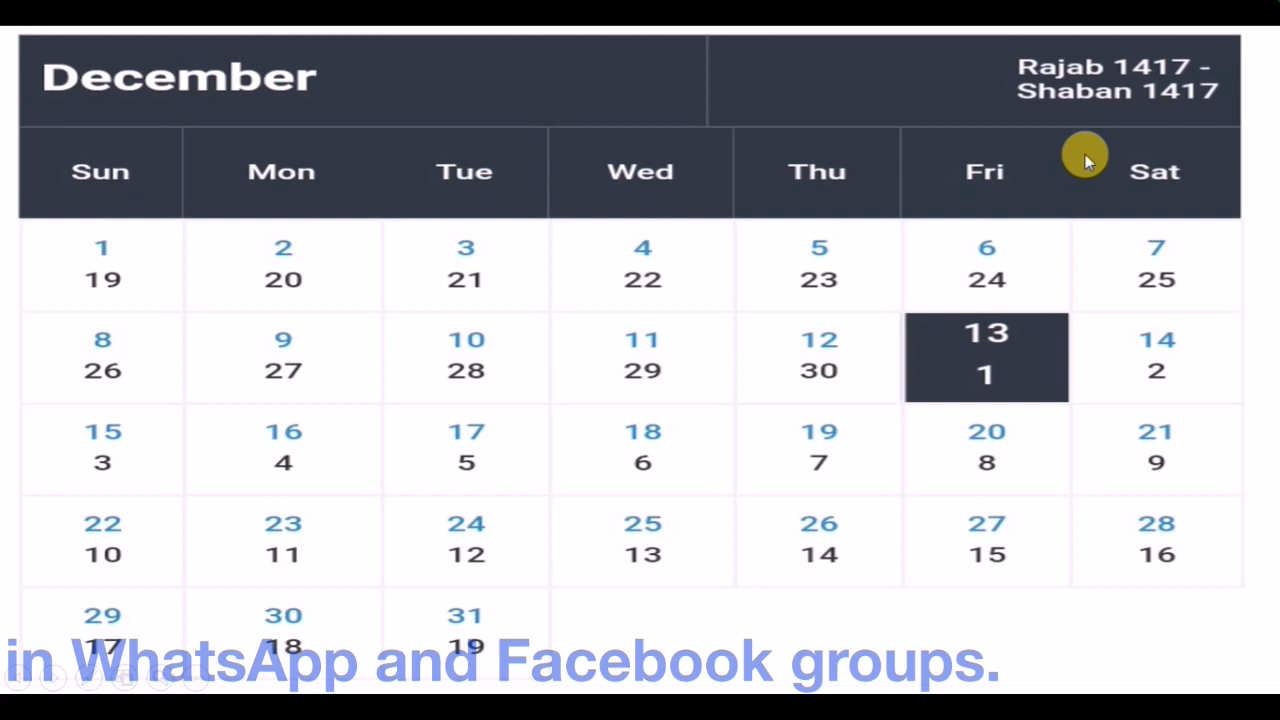 December
Rajab 1417 -
Shaban 1417
Sun Mon Tue Wed Thu Fri Sat
1 2 3 4 5 6 7
19 20 21 22 23 24 25
8 9 10 11 12 13 14
26 27 28 29 30 1 2
15 16 17 18 19 20 21
3 4 5 6 7 8 9
22 23 24 25 26 27 28
10 11 12 13 14 15 16
29 30 31
17 18 19
in WhatsApp and Facebook groups.